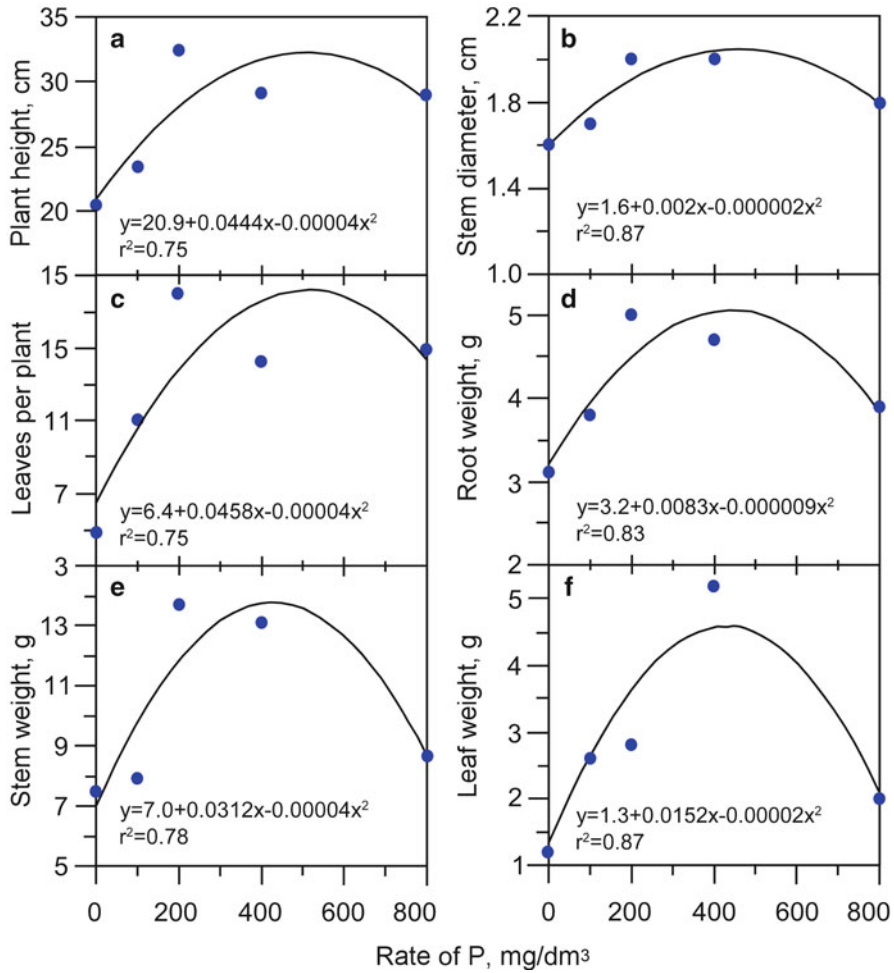 a
35
30
25
20
15
Plant height, cm
y=20.9+0.0444x-0.00004x²
r²=0.75
b
2.2
1.8
1.4
1.0
Stem diameter, cm
y=1.6+0.002x-0.000002x²
r²=0.87
c
15
11
7
3
Leaves per plant
y=6.4+0.0458x-0.00004x²
r²=0.75
d
5
4
3
2
Root weight, g
y=3.2+0.0083x-0.000009x²
r²=0.83
e
13
11
9
7
5
Stem weight, g
y=7.0+0.0312x-0.00004x²
r²=0.78
0 200 400 600 800
f
5
4
3
2
1
Leaf weight, g
y=1.3+0.0152x-0.00002x²
r²=0.87
0 200 400 600 800
Rate of P, mg/dm³